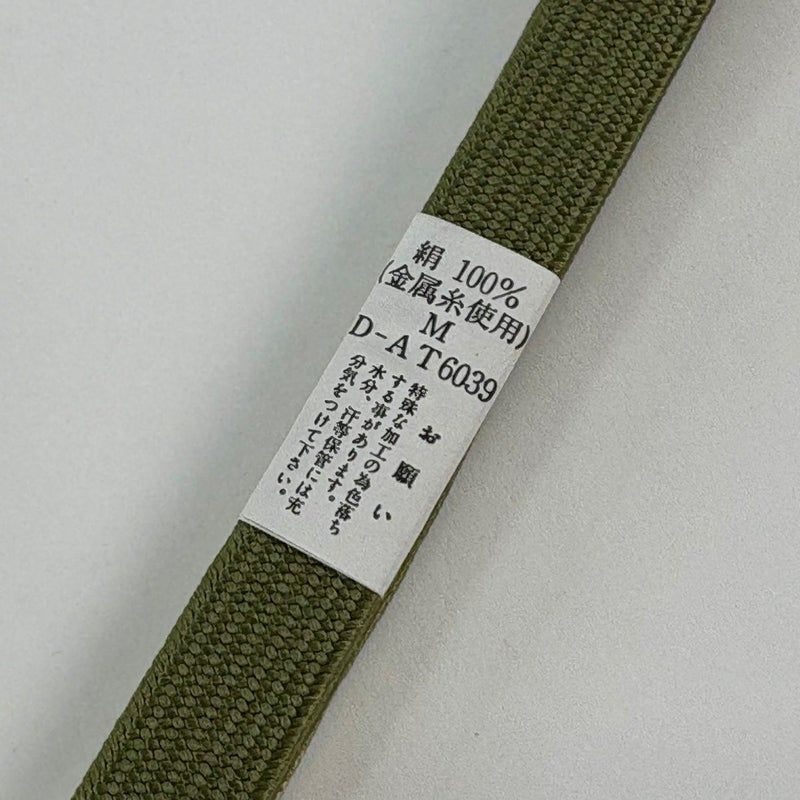 絹 100%
(金属糸使用)
M
D-AT6039
お願い
特殊な加工の為色落ち
する事があります。
水分、汗等保管には充
分気をつけて下さい。